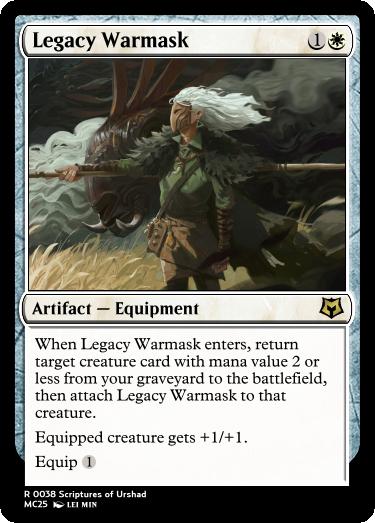 Legacy Warmask 1
Artifact — Equipment
When Legacy Warmask enters, return
target creature card with mana value 2 or
less from your graveyard to the battlefield,
then attach Legacy Warmask to that
creature.
Equipped creature gets +1/+1.
Equip 1
R 0038 Scriptures of Urshad
MC25 LEI MIN